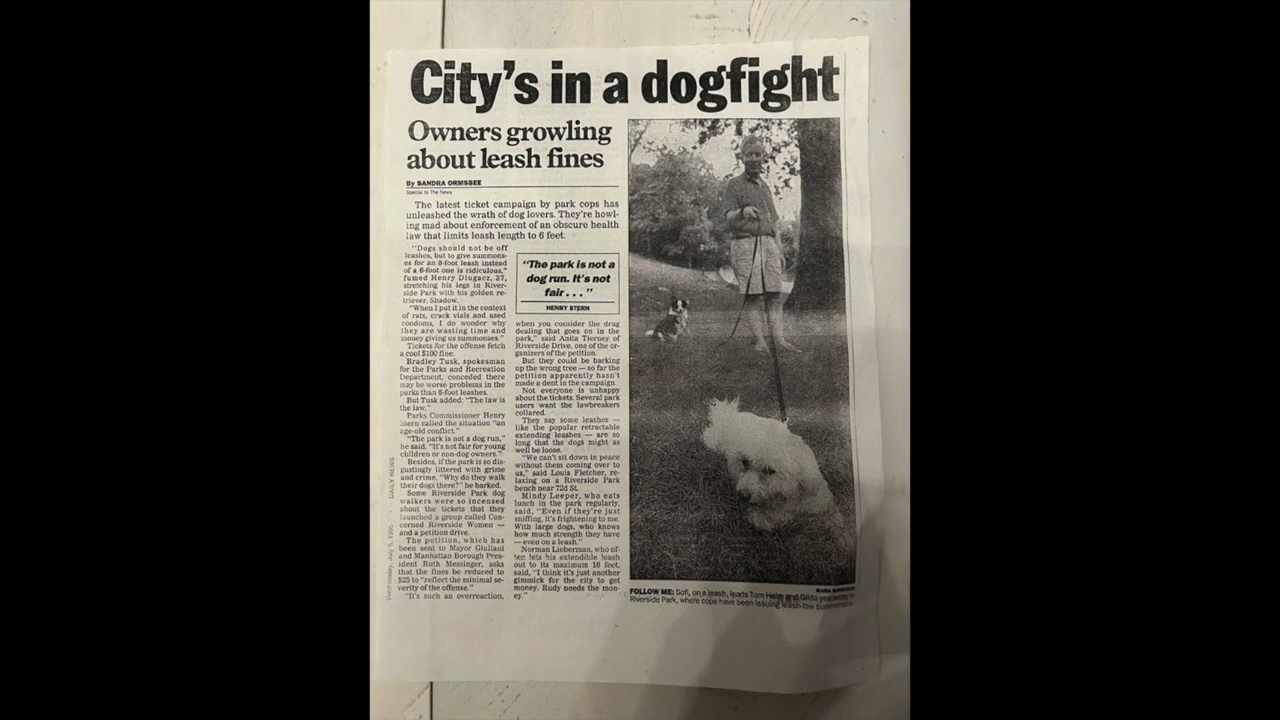 City's in a dogfight
Owners growling
about leash fines
By SANDRA ORMSBEE
Special to The News
The latest ticket campaign by park cops has
unleashed the wrath of dog lovers. They're howl-
ing mad about enforcement of an obscure health
law that limits leash length to 6 feet.
"Dogs should not be off
leashes, but to give summons-
es for an 8-foot leash instead
of a 6-foot one is ridiculous,"
fumed Henry Dlugacz, 37,
stretching his legs in River-
side Park with his golden re-
triever, Shadow.
"When I put it in the context
of rats, crack vials and used
condoms, I do wonder why
they are wasting time and
money giving us summonses."
Tickets for the offense fetch
a cool $100 fine.
Bradley Tusk, spokesman
for the Parks and Recreation
Department, conceded there
may be worse problems in the
parks than 8-foot leashes.
But Tusk added: "The law is
the law."
Parks Commissioner Henry
Stern called the situation "an
age-old conflict."
"The park is not a dog run,"
he said. "It's not fair for young
children or non-dog owners."
Besides, if the park is so dis-
gustingly littered with grime
and crime, "Why do they walk
their dogs there?" he barked.
Some Riverside Park dog
walkers were so incensed
about the tickets that they
launched a group called Con-
cerned Riverside Women —
and a petition drive.
The petition, which has
been sent to Mayor Giuliani
and Manhattan Borough Pres-
ident Ruth Messinger, asks
that the fines be reduced to
$25 to "reflect the minimal se-
verity of the offense."
"It's such an overreaction,
"The park is not a
dog run. It's not
fair . . . "
HENRY STERN
when you consider the drug
dealing that goes on in the
park," said Anita Tierney of
Riverside Drive, one of the or-
ganizers of the petition.
But they could be barking
up the wrong tree — so far the
petition apparently hasn't
made a dent in the campaign.
Not everyone is unhappy
about the tickets. Several park
users want the lawbreakers
collared.
They say some leashes —
like the popular retractable
extending leashes — are so
long that the dogs might as
well be loose.
"We can't sit down in peace
without them coming over to
us," said Louis Fletcher, re-
laxing on a Riverside Park
bench near 72d St.
Mindy Leeper, who eats
lunch in the park regularly,
said, "Even if they're just
sniffing, it's frightening to me.
With large dogs, who knows
how much strength they have
— even on a leash."
Norman Lieberman, who of-
ten lets his extendible leash
out to its maximum 16 feet,
said, "I think it's just another
gimmick for the city to get
money. Rudy needs the mon-
ey."
MARK
FOLLOW ME: Sofi, on a leash, leads Tom Helm and Gilda yesterday in
Riverside Park, where cops have been issuing leash-law summonses.
DAILY NEWS
Wednesday, July 5,